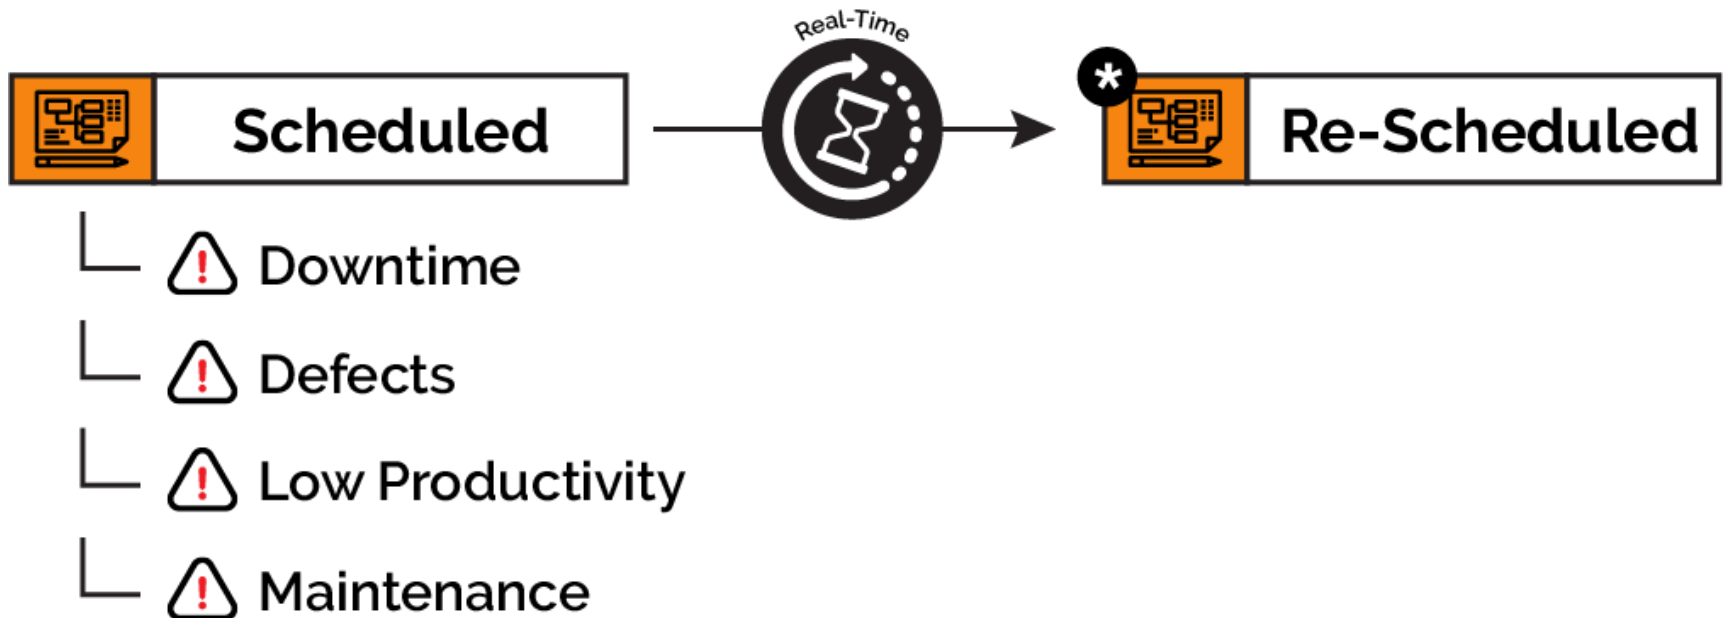 Real-Time
Scheduled
* Re-Scheduled
Downtime
Defects
Low Productivity
Maintenance